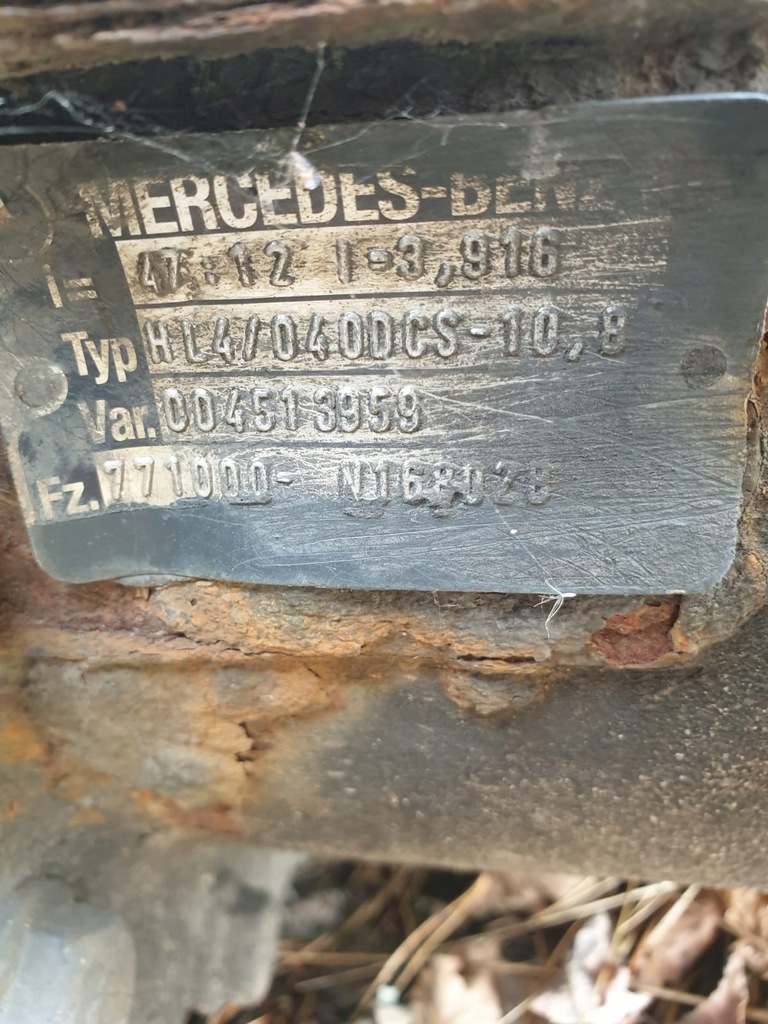 MERCEDES-BENZ
i= 47:12 I-3,916
Typ HL4/040DCS-10,8
Var. 004513959
Fz. 771000-